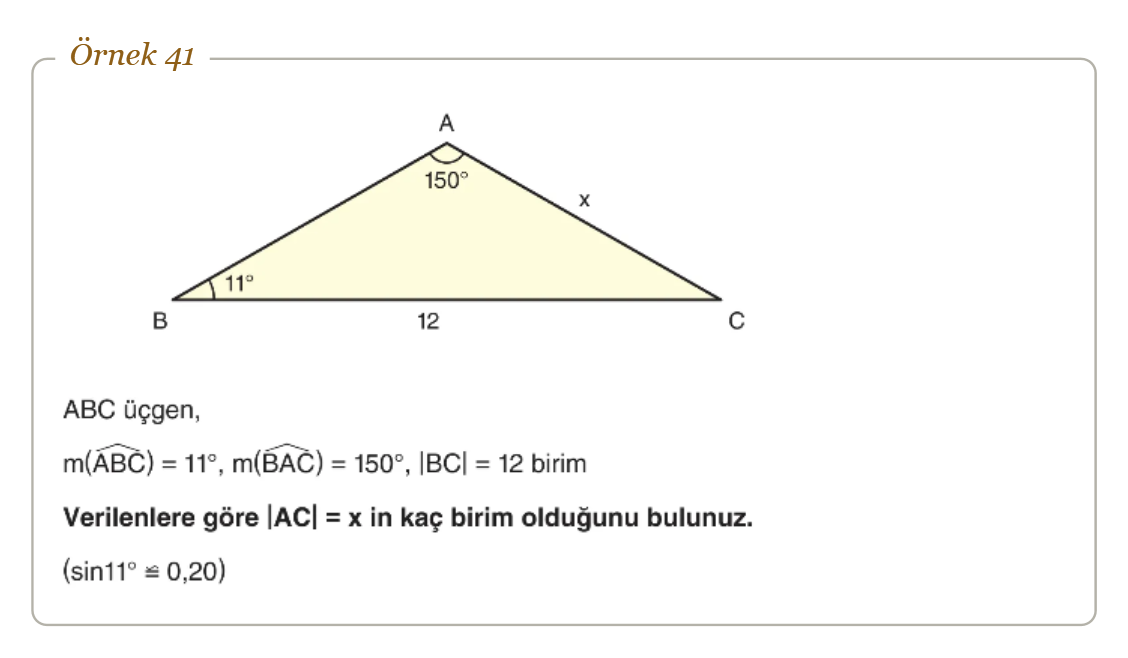 Örnek 41
A
150°
x
11°
B
12
C
ABC üçgen,
m(ABC) = 11°, m(BAC) = 150°, |BC| = 12 birim
Verilenlere göre |AC| = x in kaç birim olduğunu bulunuz.
(sin11° ≌ 0,20)